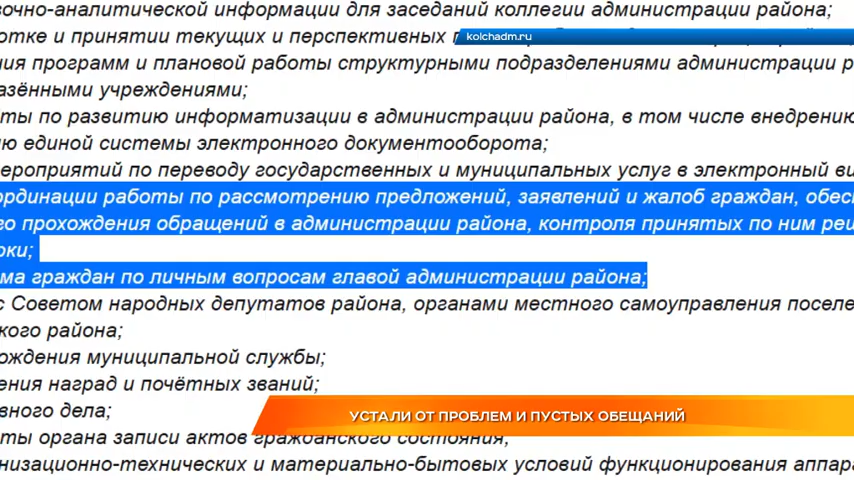 вочно-аналитической информации для заседаний коллегии администрации района;
отке и принятии текущих и перспективных
kolchadm.ru
ния программ и плановой работы структурными подразделениями администрации р
азёнными учреждениями;
ты по развитию информатизации в администрации района, в том числе внедрению
ю единой системы электронного документооборота;
ероприятий по переводу государственных и муниципальных услуг в электронный ви
ординации работы по рассмотрению предложений, заявлений и жалоб граждан, обес
го прохождения обращений в администрации района, контроля принятых по ним реш
оки;
ма граждан по личным вопросам главой администрации района;
с Советом народных депутатов района, органами местного самоуправления поселе
кого района;
ождения муниципальной службы;
ения наград и почётных званий;
вного дела;
УСТАЛИ ОТ ПРОБЛЕМ И ПУСТЫХ ОБЕЩАНИЙ
ты органа записи актов гражданского состояния;
низационно-технических и материально-бытовых условий функционирования аппара